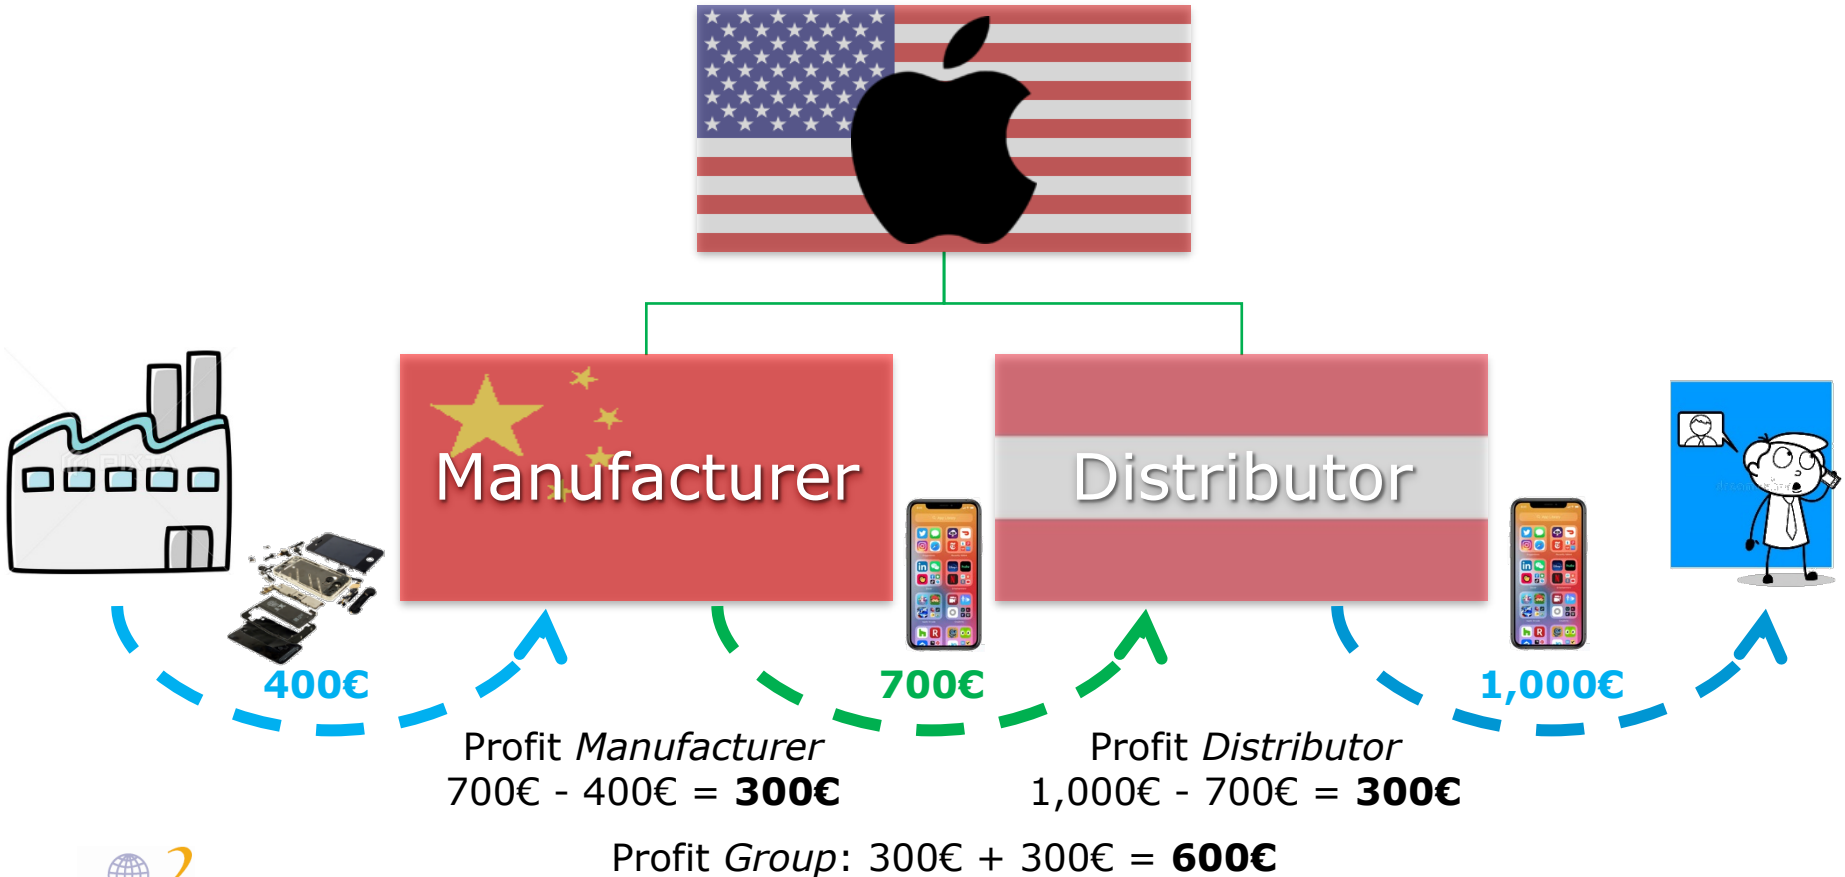 Manufacturer
Distributor
400€
700€
1,000€
Profit Manufacturer
700€ - 400€ = 300€
Profit Distributor
1,000€ - 700€ = 300€
Profit Group: 300€ + 300€ = 600€